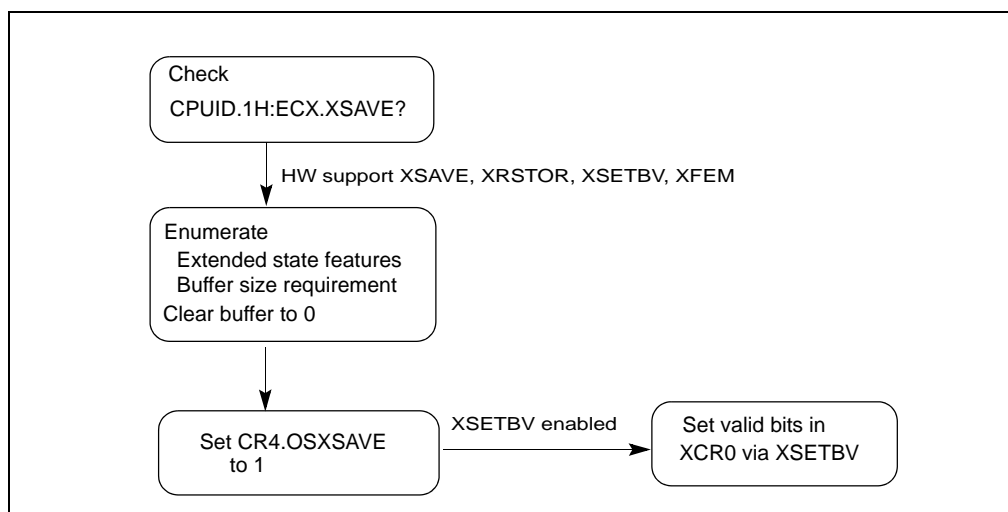 Check
CPUID.1H:ECX.XSAVE?
HW support XSAVE, XRSTOR, XSETBV, XFEM
Enumerate
Extended state features
Buffer size requirement
Clear buffer to 0
Set CR4.OSXSAVE
to 1
XSETBV enabled
Set valid bits in
XCR0 via XSETBV